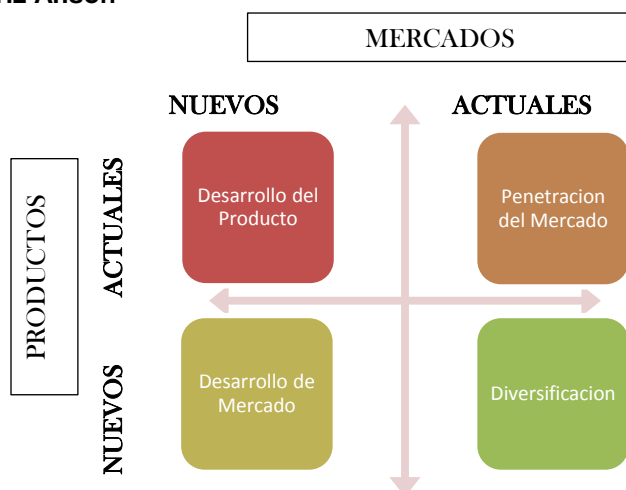 MERCADOS
NUEVOS
ACTUALES
PRODUCTOS
ACTUALES
Desarrollo del
Producto
Penetracion
del Mercado
NUEVOS
Desarrollo de
Mercado
Diversificacion